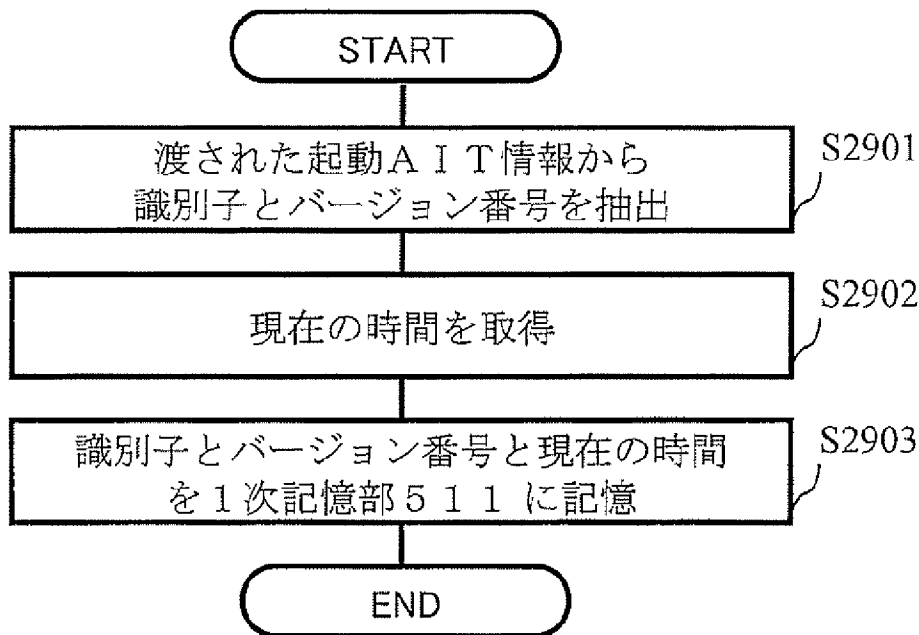 START
渡された起動ＡＩＴ情報から
識別子とバージョン番号を抽出
S2901
現在の時間を取得
S2902
識別子とバージョン番号と現在の時間
を１次記憶部５１１に記憶
S2903
END